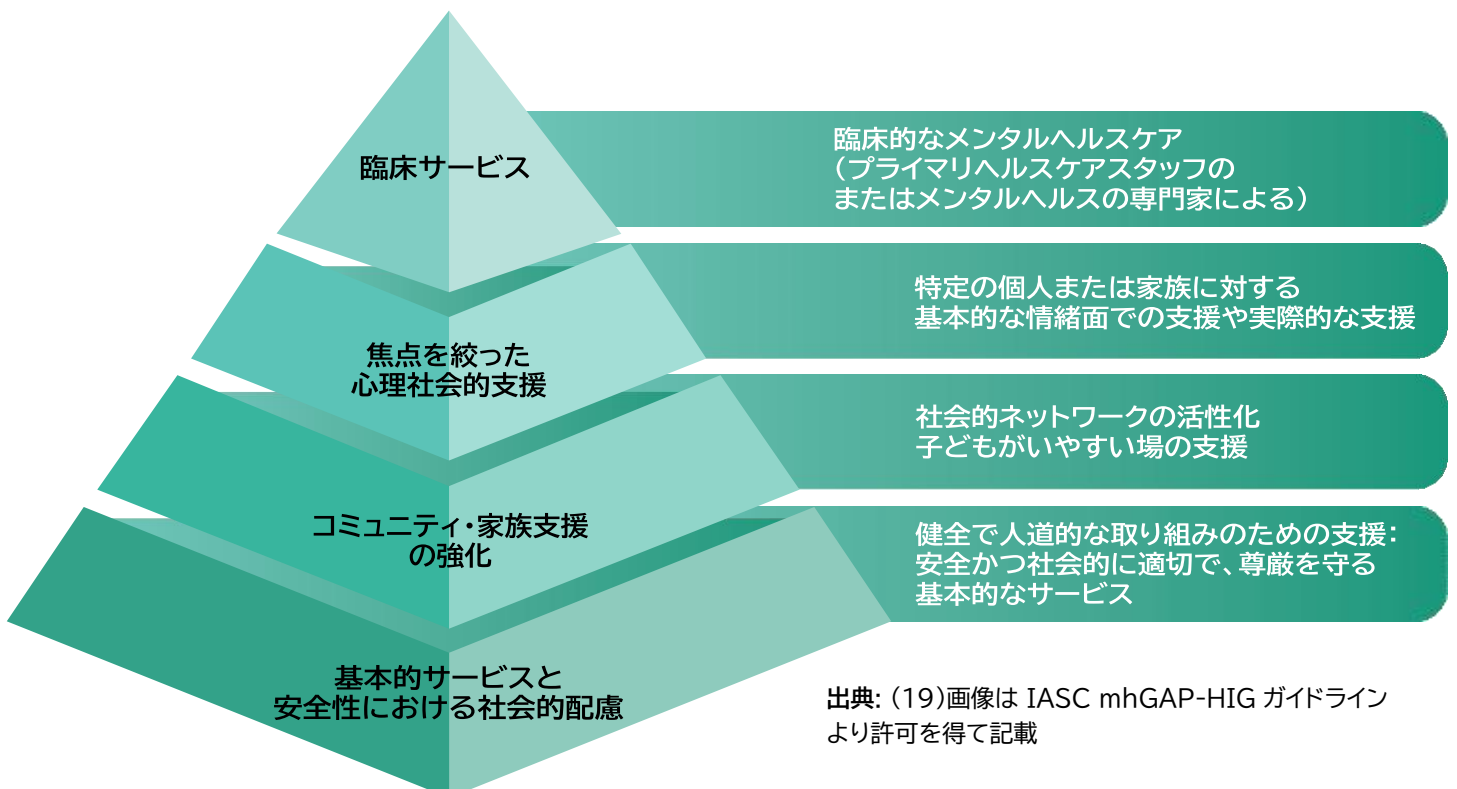 臨床サービス
臨床的なメンタルヘルスケア
（プライマリヘルスケアスタッフの
またはメンタルヘルスの専門家による）
焦点を絞った
心理社会的支援
特定の個人または家族に対する
基本的な情緒面での支援や実際的な支援
コミュニティ・家族支援
の強化
社会的ネットワークの活性化
子どもがいやすい場の支援
基本的サービスと
安全性における社会的配慮
健全で人道的な取り組みのための支援：
安全かつ社会的に適切で、尊厳を守る
基本的なサービス
出典: （19）画像は IASC mhGAP-HIG ガイドライン
より許可を得て記載